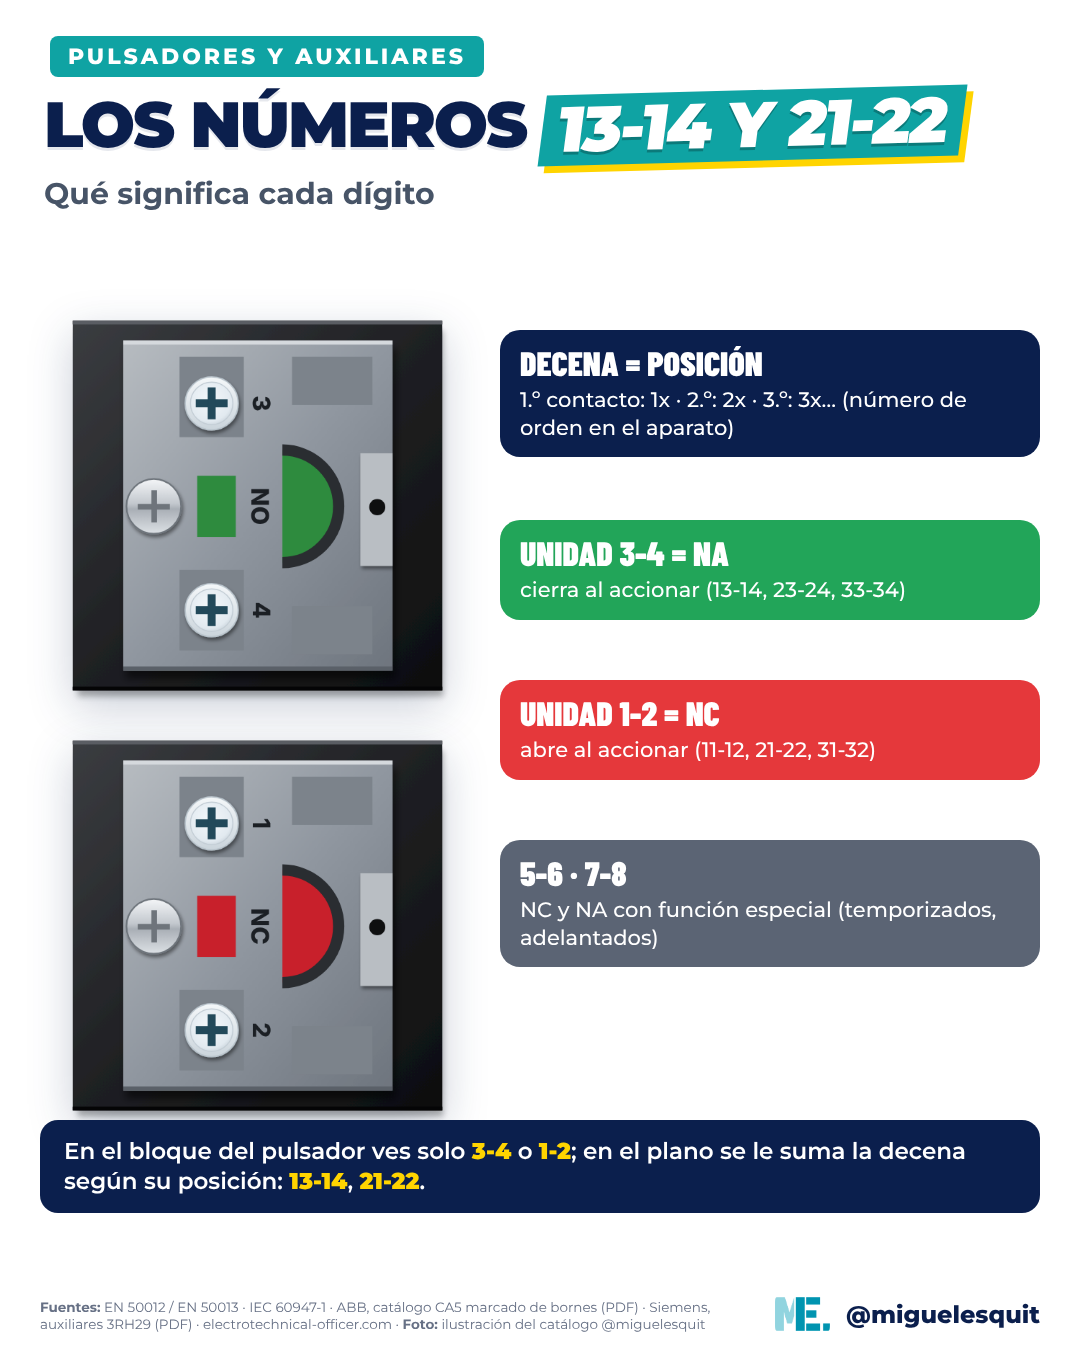 PULSADORES Y AUXILIARES
LOS NÚMEROS 13-14 Y 21-22
Qué significa cada dígito
3
NO
4
DECENA = POSICIÓN
1.º contacto: 1x · 2.º: 2x · 3.º: 3x... (número de
orden en el aparato)
UNIDAD 3-4 = NA
cierra al accionar (13-14, 23-24, 33-34)
UNIDAD 1-2 = NC
abre al accionar (11-12, 21-22, 31-32)
1
NC
2
5-6 · 7-8
NC y NA con función especial (temporizados,
adelantados)
En el bloque del pulsador ves solo 3-4 o 1-2; en el plano se le suma la decena
según su posición: 13-14, 21-22.
Fuentes: EN 50012 / EN 50013 · IEC 60947-1 · ABB, catálogo CA5 marcado de bornes (PDF) · Siemens,
auxiliares 3RH29 (PDF) · electrotechnical-officer.com · Foto: ilustración del catálogo @miguelesquit
ME. @miguelesquit